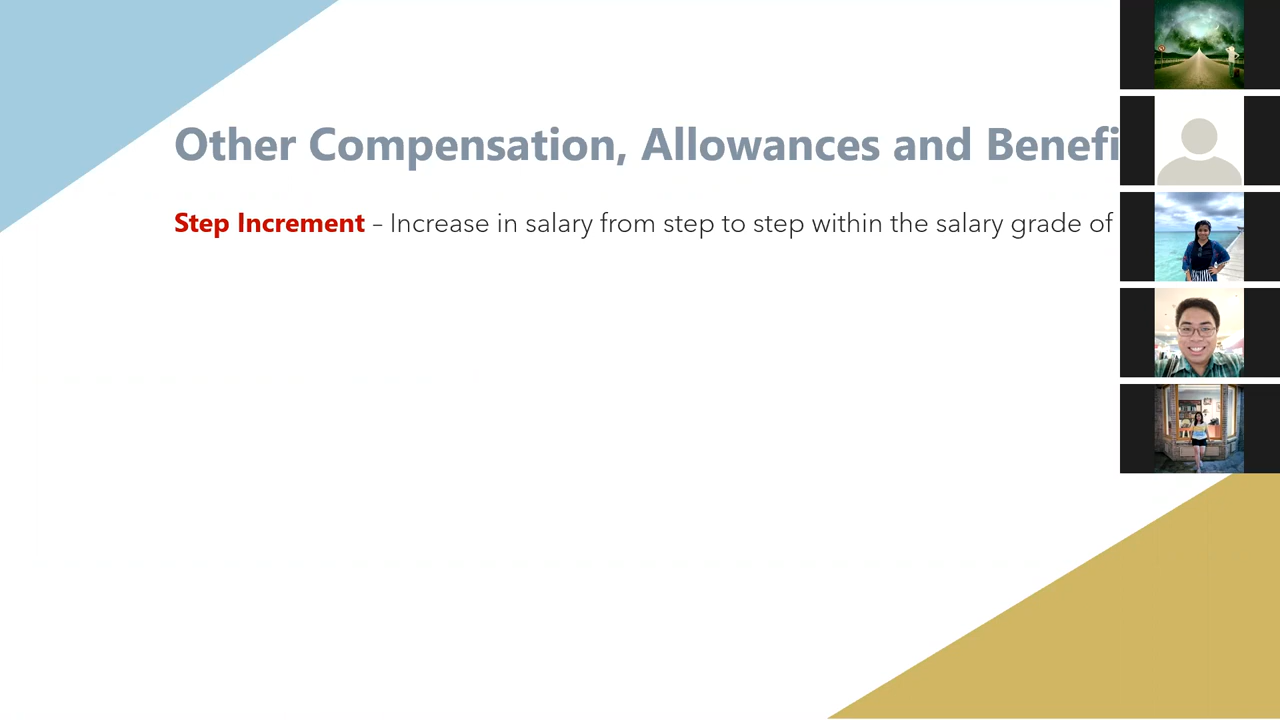 Other Compensation, Allowances and Benefi
Step Increment – Increase in salary from step to step within the salary grade of